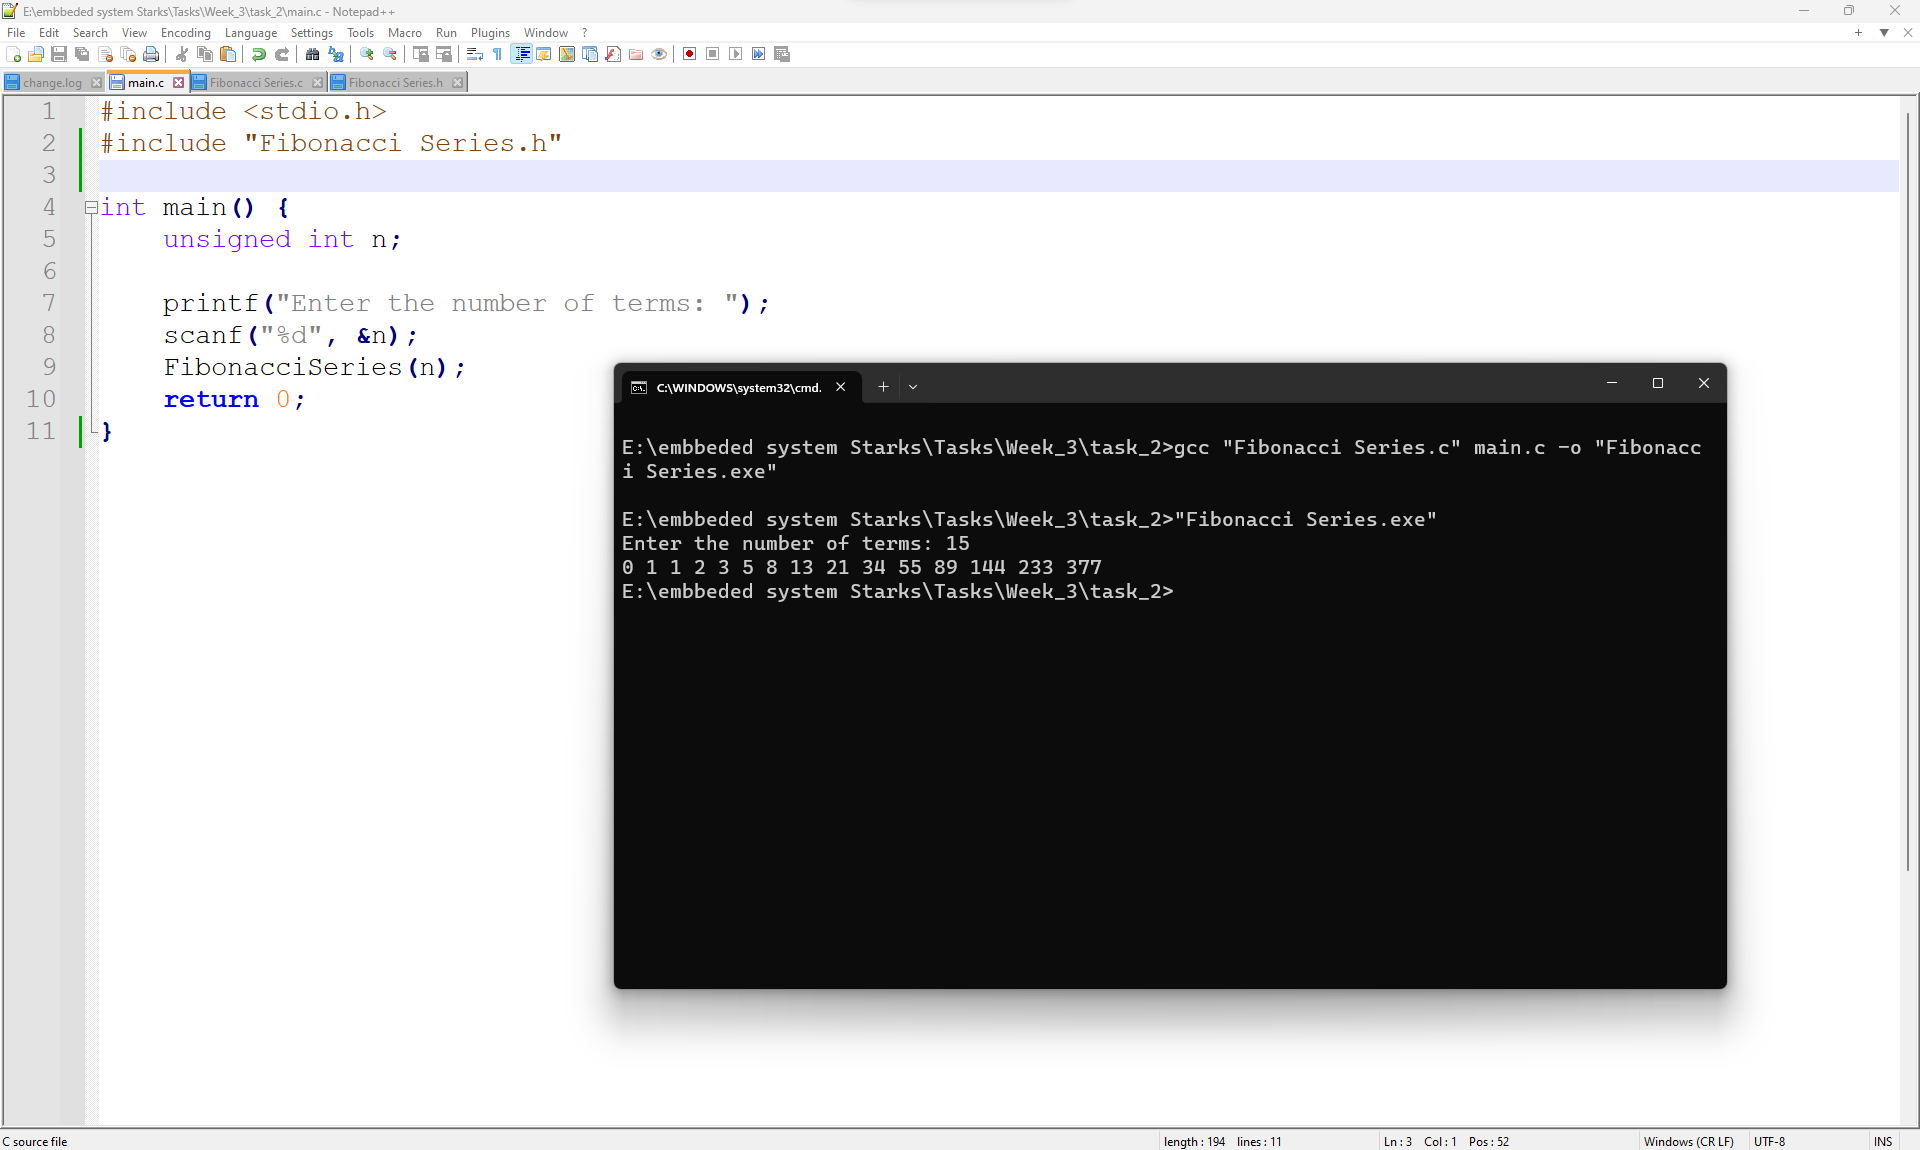 E:\embbeded system Starks\Tasks\Week_3\task_2\main.c - Notepad++
File Edit Search View Encoding Language Settings Tools Macro Run Plugins Window ?
change.log main.c Fibonacci Series.c Fibonacci Series.h
1 #include <stdio.h>
2 #include "Fibonacci Series.h"
3
4 int main() {
5 unsigned int n;
6
7 printf("Enter the number of terms: ");
8 scanf("%d", &n);
9 FibonacciSeries(n);
10 return 0;
11 }
C:\WINDOWS\system32\cmd.
E:\embbeded system Starks\Tasks\Week_3\task_2>gcc "Fibonacci Series.c" main.c -o "Fibonacc
i Series.exe"
E:\embbeded system Starks\Tasks\Week_3\task_2>"Fibonacci Series.exe"
Enter the number of terms: 15
0 1 1 2 3 5 8 13 21 34 55 89 144 233 377
E:\embbeded system Starks\Tasks\Week_3\task_2>
C source file length : 194 lines : 11 Ln : 3 Col : 1 Pos : 52 Windows (CR LF) UTF-8 INS